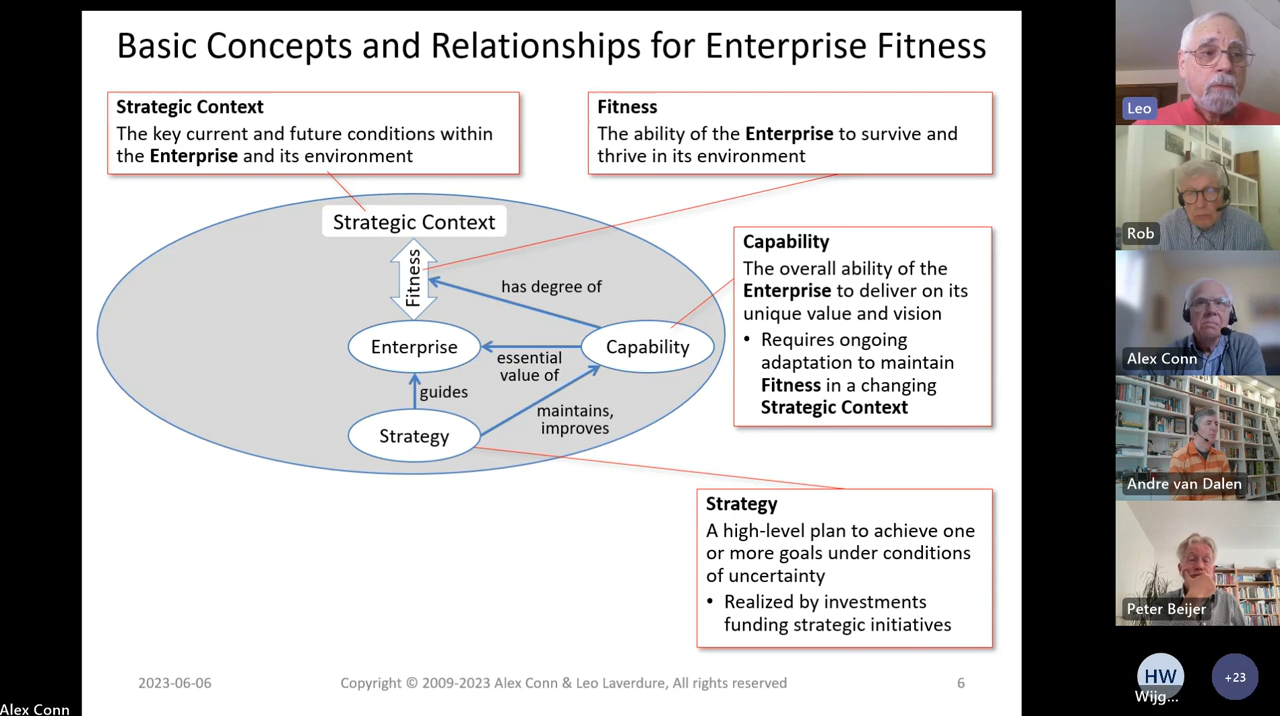 Basic Concepts and Relationships for Enterprise Fitness
Strategic Context
The key current and future conditions within
the Enterprise and its environment
Fitness
The ability of the Enterprise to survive and
thrive in its environment
Strategic Context
Fitness
has degree of
Enterprise
essential
value of
Capability
guides
maintains,
improves
Strategy
Capability
The overall ability of the
Enterprise to deliver on its
unique value and vision
• Requires ongoing
adaptation to maintain
Fitness in a changing
Strategic Context
Strategy
A high-level plan to achieve one
or more goals under conditions
of uncertainty
• Realized by investments
funding strategic initiatives
2023-06-06
Copyright © 2009-2023 Alex Conn & Leo Laverdure, All rights reserved
6
Alex Conn
Leo
Rob
Alex Conn
Andre van Dalen
Peter Beijer
HW
Wijg...
+23